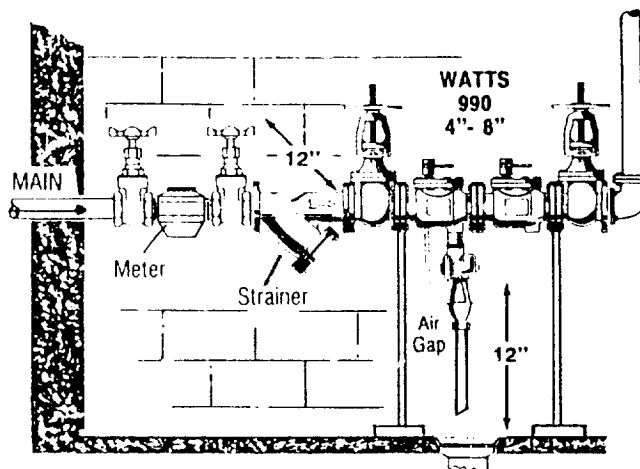 WATTS
990
4"- 8"
12"
MAIN
Meter
Strainer
Air
Gap
12"